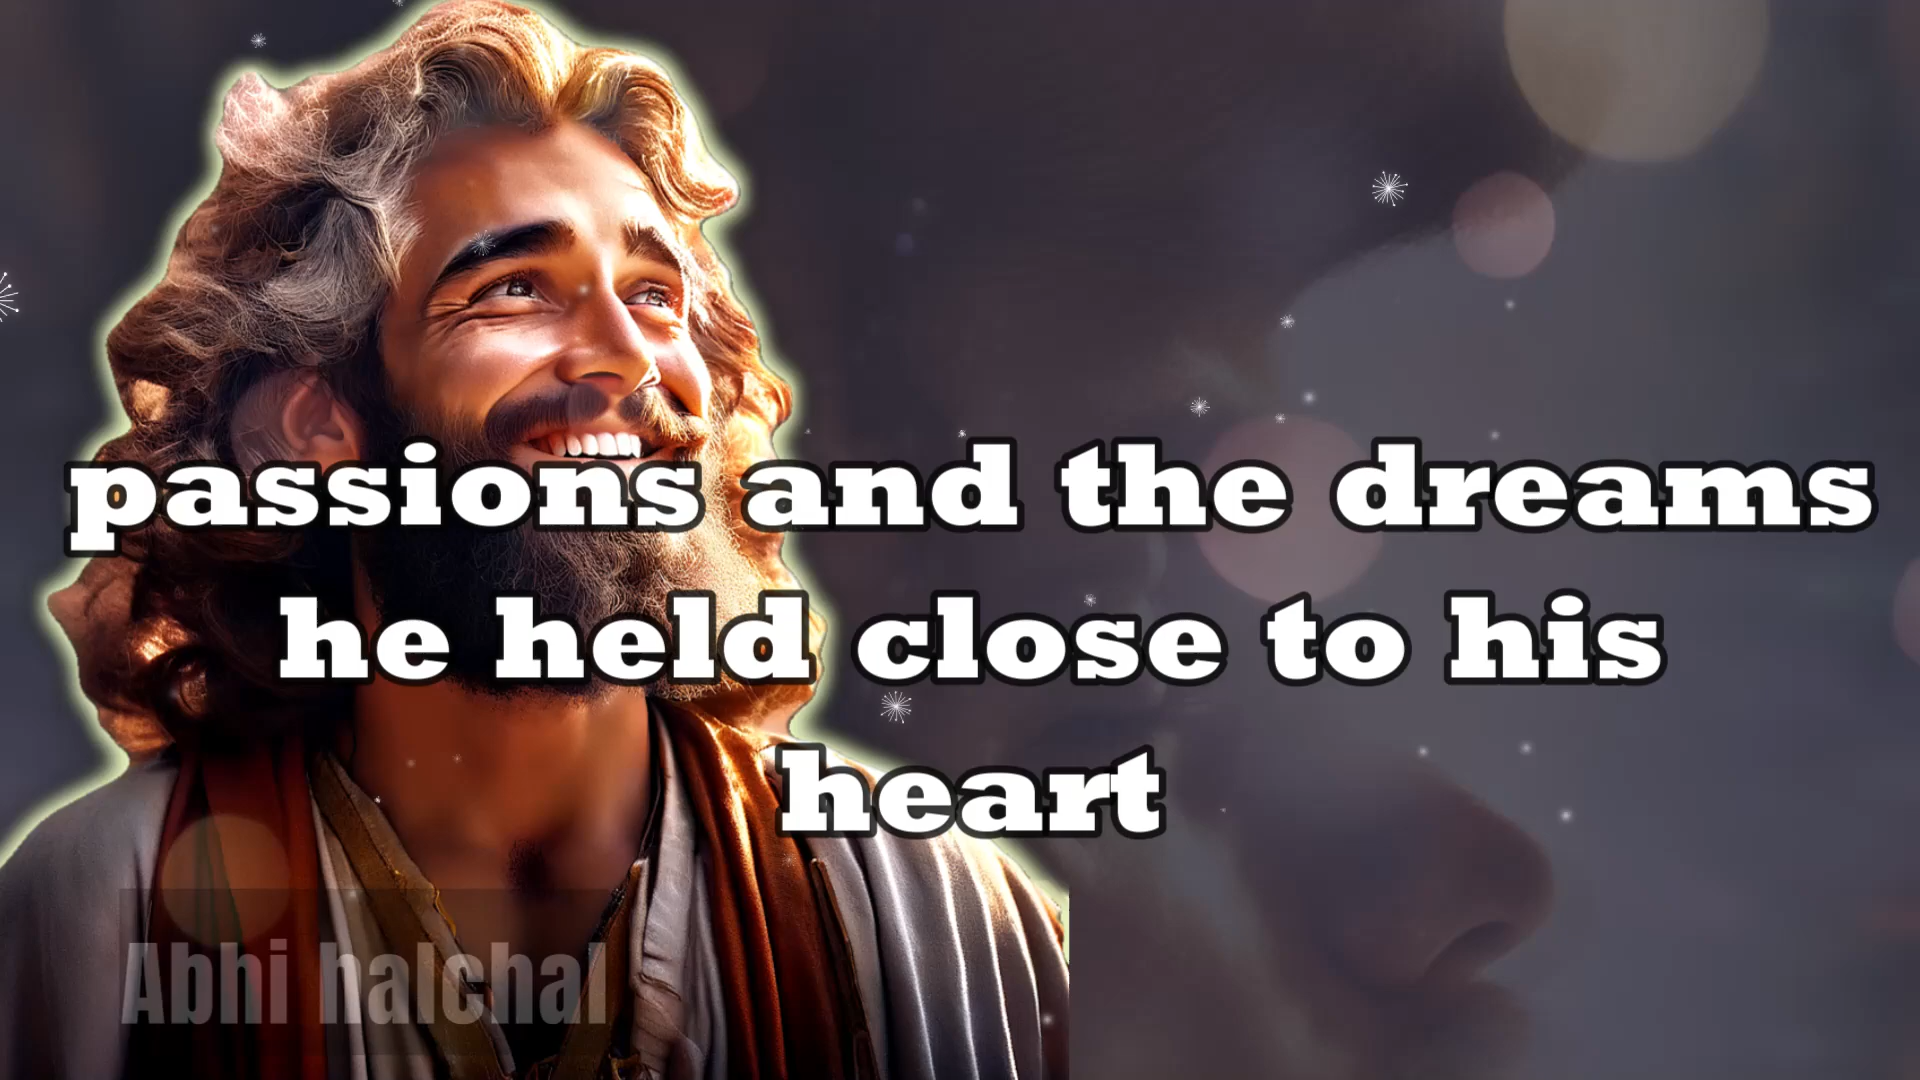 passions and the dreams
he held close to his
heart
Abhi halchal